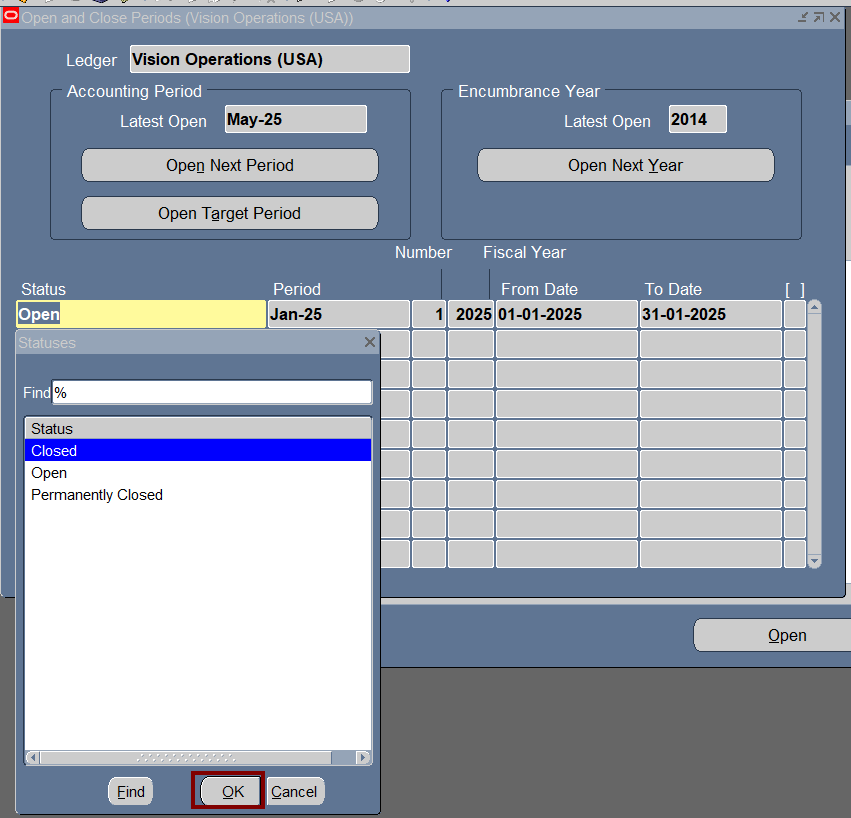 Open and Close Periods (Vision Operations (USA))
Ledger Vision Operations (USA)
Accounting Period
Latest Open May-25
Open Next Period
Open Target Period
Encumbrance Year
Latest Open 2014
Open Next Year
Number Fiscal Year
Status Period From Date To Date [ ]
Open Jan-25 1 2025 01-01-2025 31-01-2025
Statuses
Find %
Status
Closed
Open
Permanently Closed
Find OK Cancel
Open